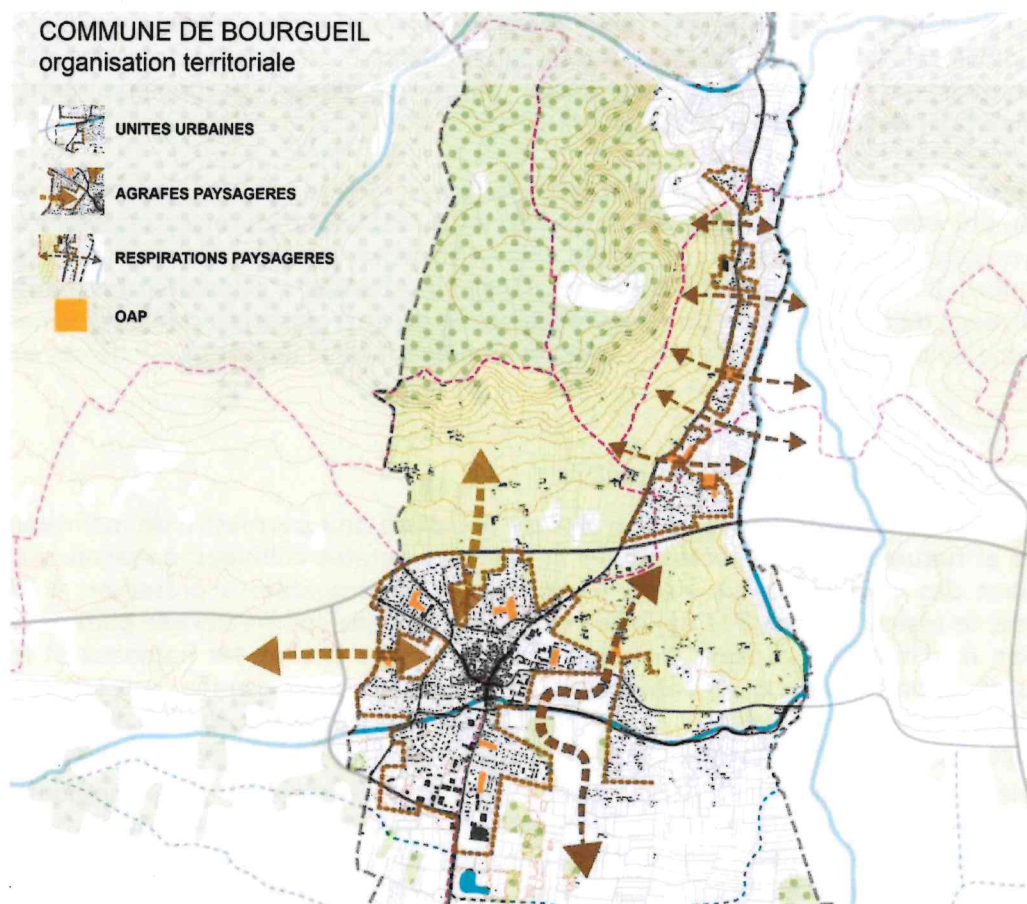 COMMUNE DE BOURGUEIL
organisation territoriale
UNITES URBAINES
AGRAFES PAYSAGERES
RESPIRATIONS PAYSAGERES
OAP